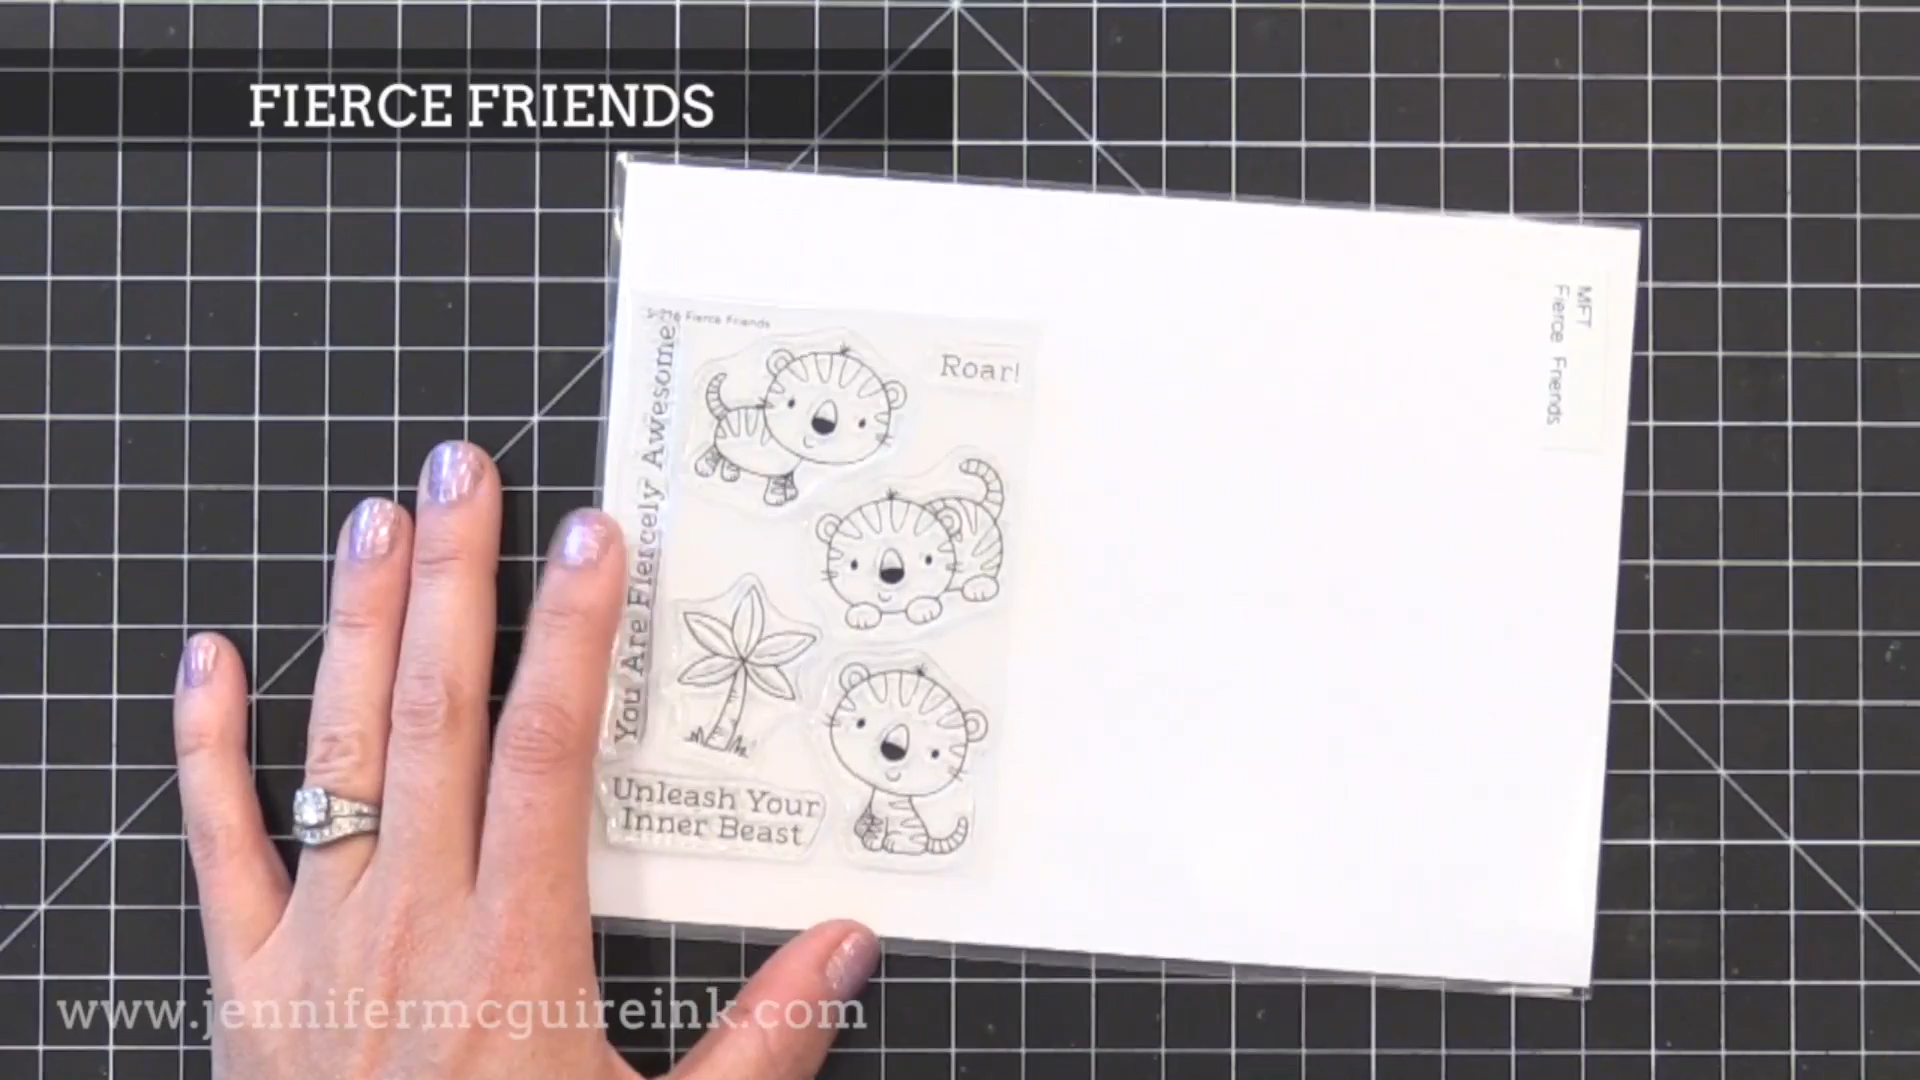 FIERCE FRIENDS
Fierce Friends
Roar!
You Are Fiercely Awesome
Unleash Your
Inner Beast
MFT
Fierce Friends
www.jennifermcguireink.com